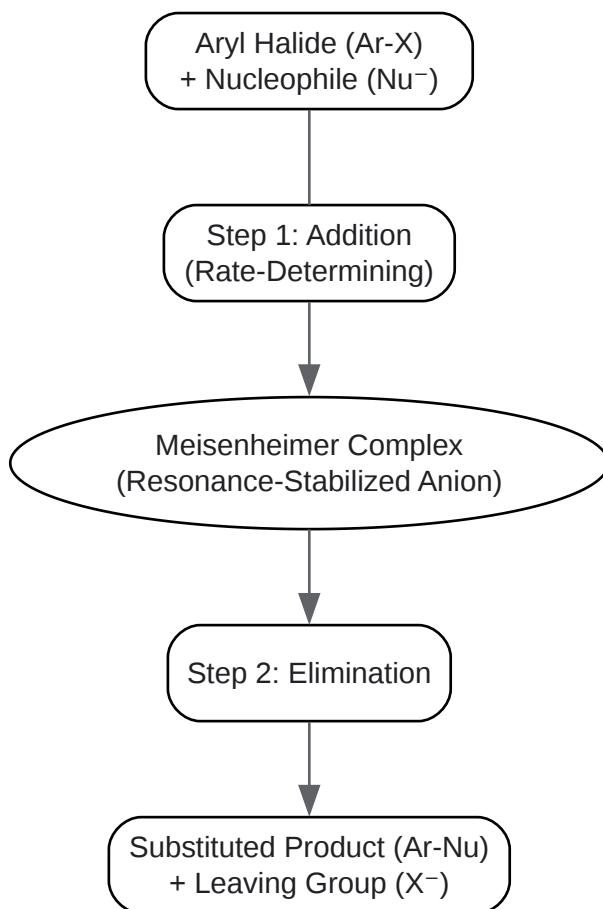 Aryl Halide (Ar-X)
+ Nucleophile (Nu⁻)
Step 1: Addition
(Rate-Determining)
Meisenheimer Complex
(Resonance-Stabilized Anion)
Step 2: Elimination
Substituted Product (Ar-Nu)
+ Leaving Group (X⁻)